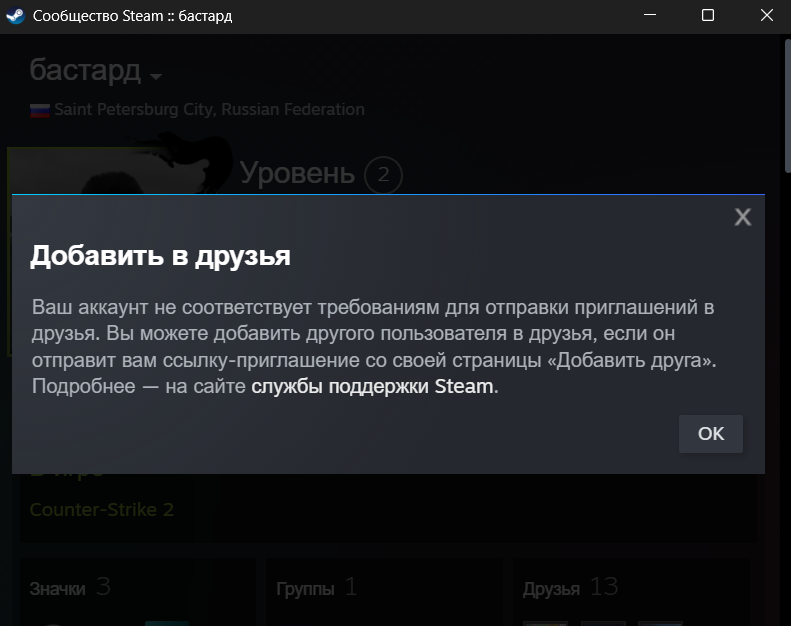 Сообщество Steam :: бастард
бастард
Saint Petersburg City, Russian Federation
Уровень 2
X
Добавить в друзья
Ваш аккаунт не соответствует требованиям для отправки приглашений в
друзья. Вы можете добавить другого пользователя в друзья, если он
отправит вам ссылку-приглашение со своей страницы «Добавить друга».
Подробнее — на сайте службы поддержки Steam.
OK
Counter-Strike 2
Значки 3 Группы 1 Друзья 13